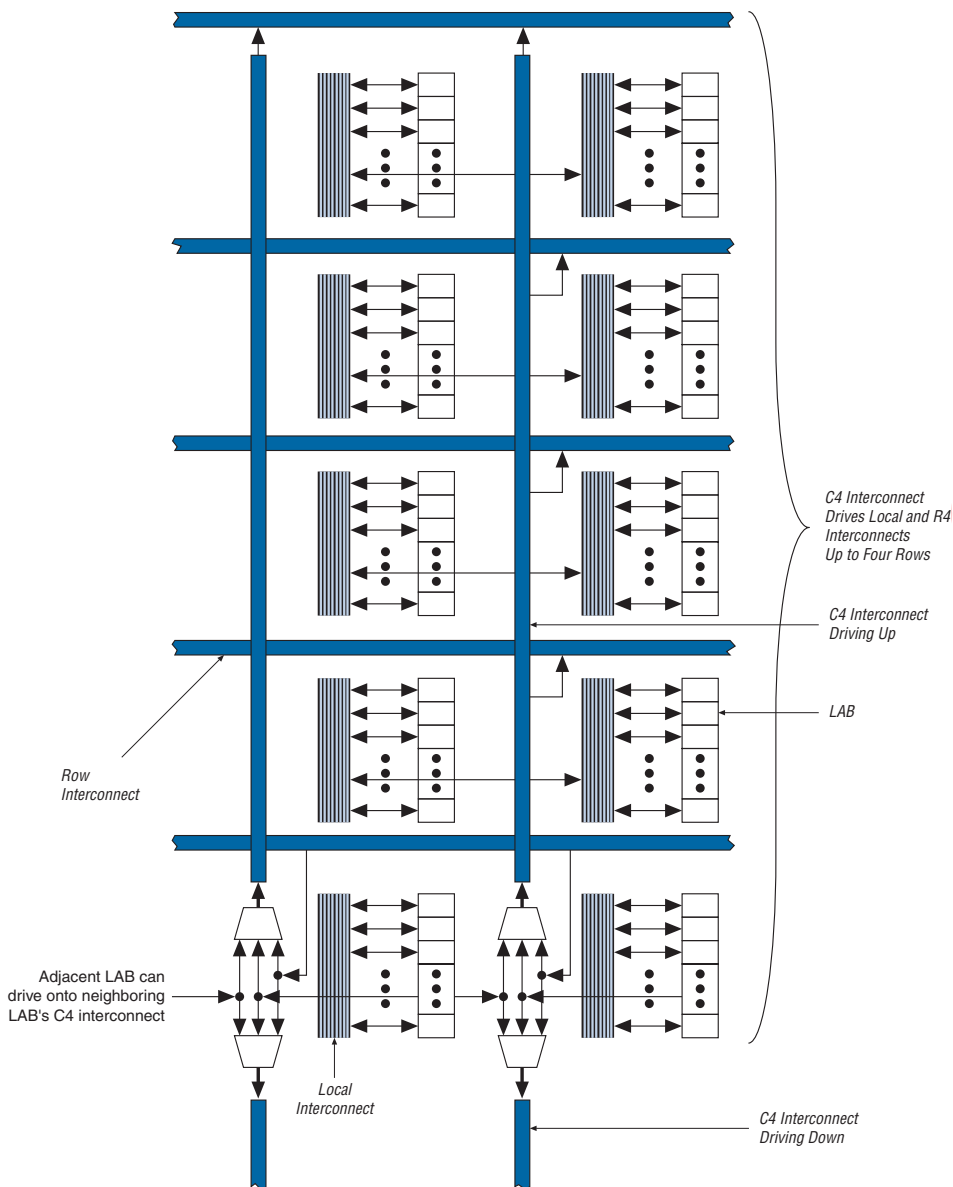 C4 Interconnect
Drives Local and R4
Interconnects
Up to Four Rows
C4 Interconnect
Driving Up
LAB
Row
Interconnect
Adjacent LAB can
drive onto neighboring
LAB's C4 interconnect
Local
Interconnect
C4 Interconnect
Driving Down